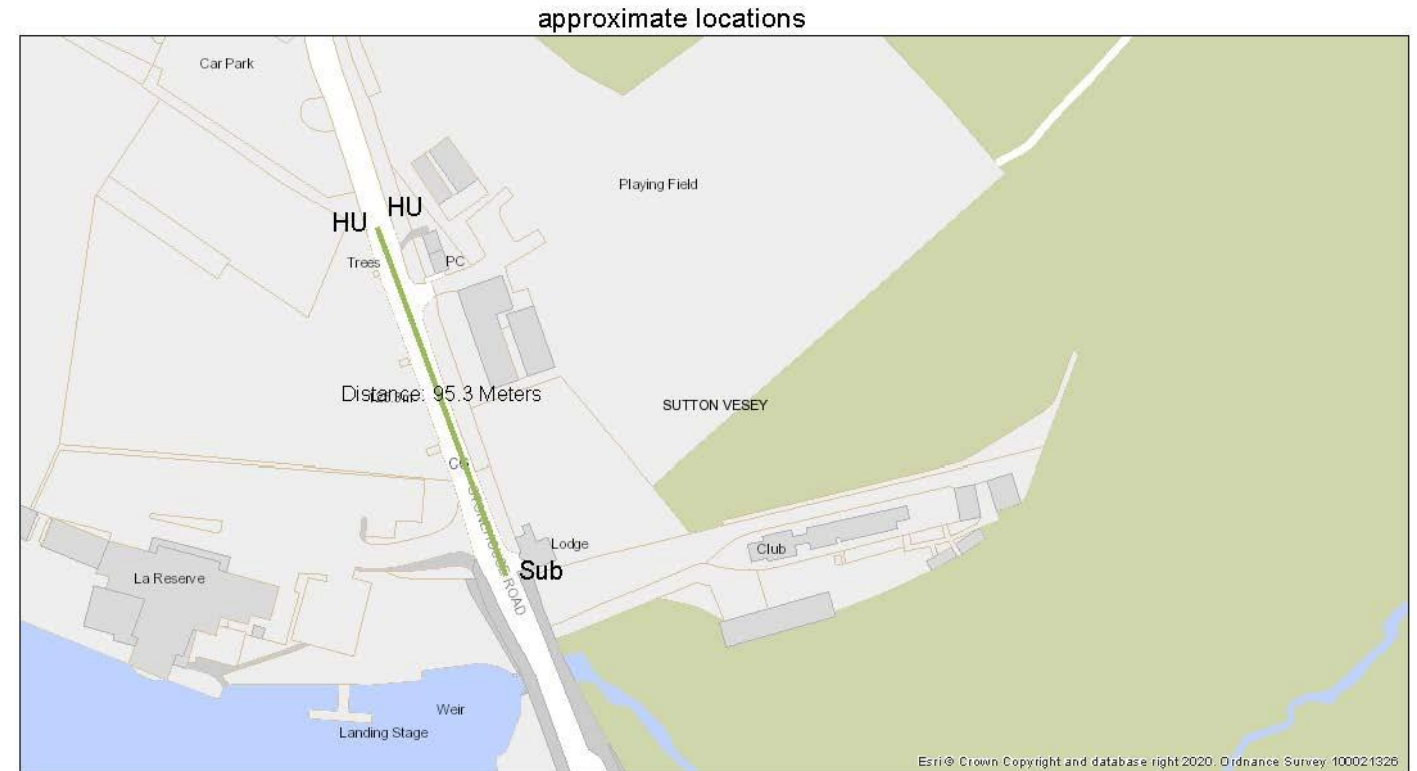 approximate locations
Car Park
Playing Field
HU
HU
Trees
PC
Distance: 95.3 Meters
SUTTON VESEY
CG
STONEHOUSE ROAD
Lodge
Club
Sub
La Reserve
Weir
Landing Stage
Esri © Crown Copyright and database right 2020. Ordnance Survey 100021326